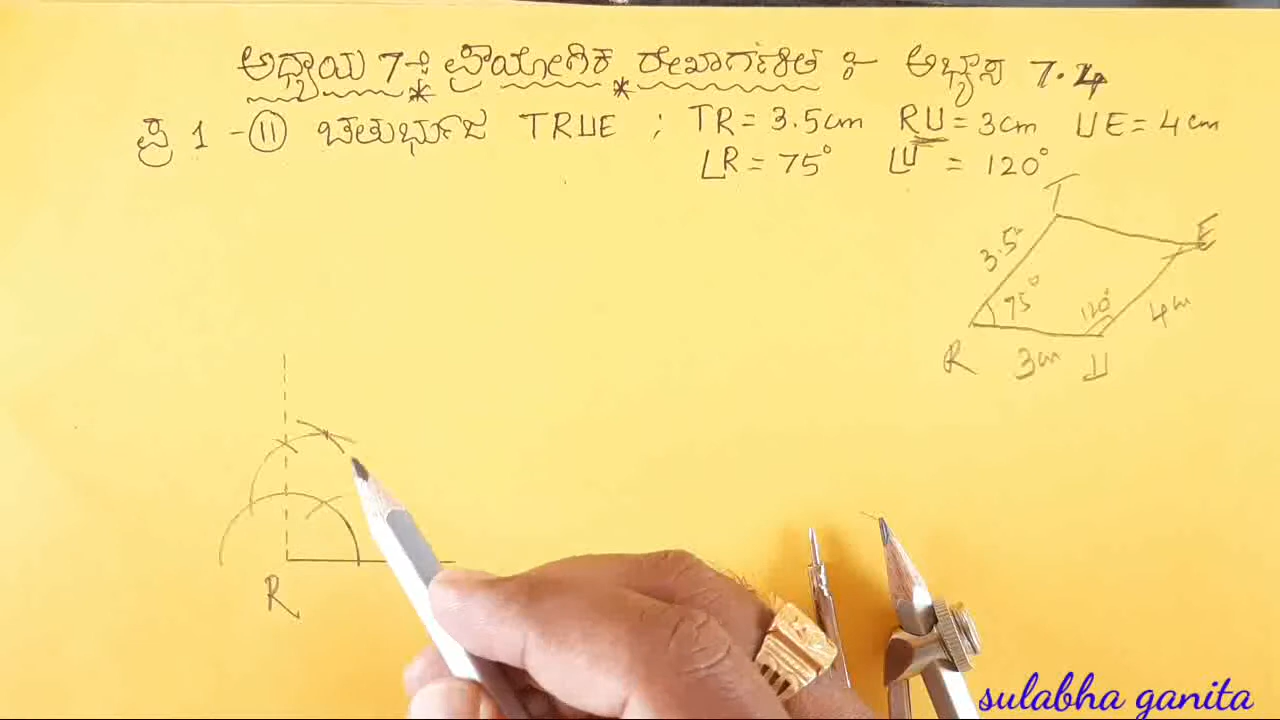 ಅಧ್ಯಾಯ 7 :- ಪ್ರಾಯೋಗಿಕ ರೇಖಾಗಣಿತ :- ಅಭ್ಯಾಸ 7.4
ಪ್ರ 1 - II ಚತುರ್ಭುಜ TRUE ; TR = 3.5cm RU = 3cm UE = 4cm
∠R = 75° ∠U = 120°
T
E
3.5
75°
120°
4cm
R
3cm
U
R
sulabha ganita